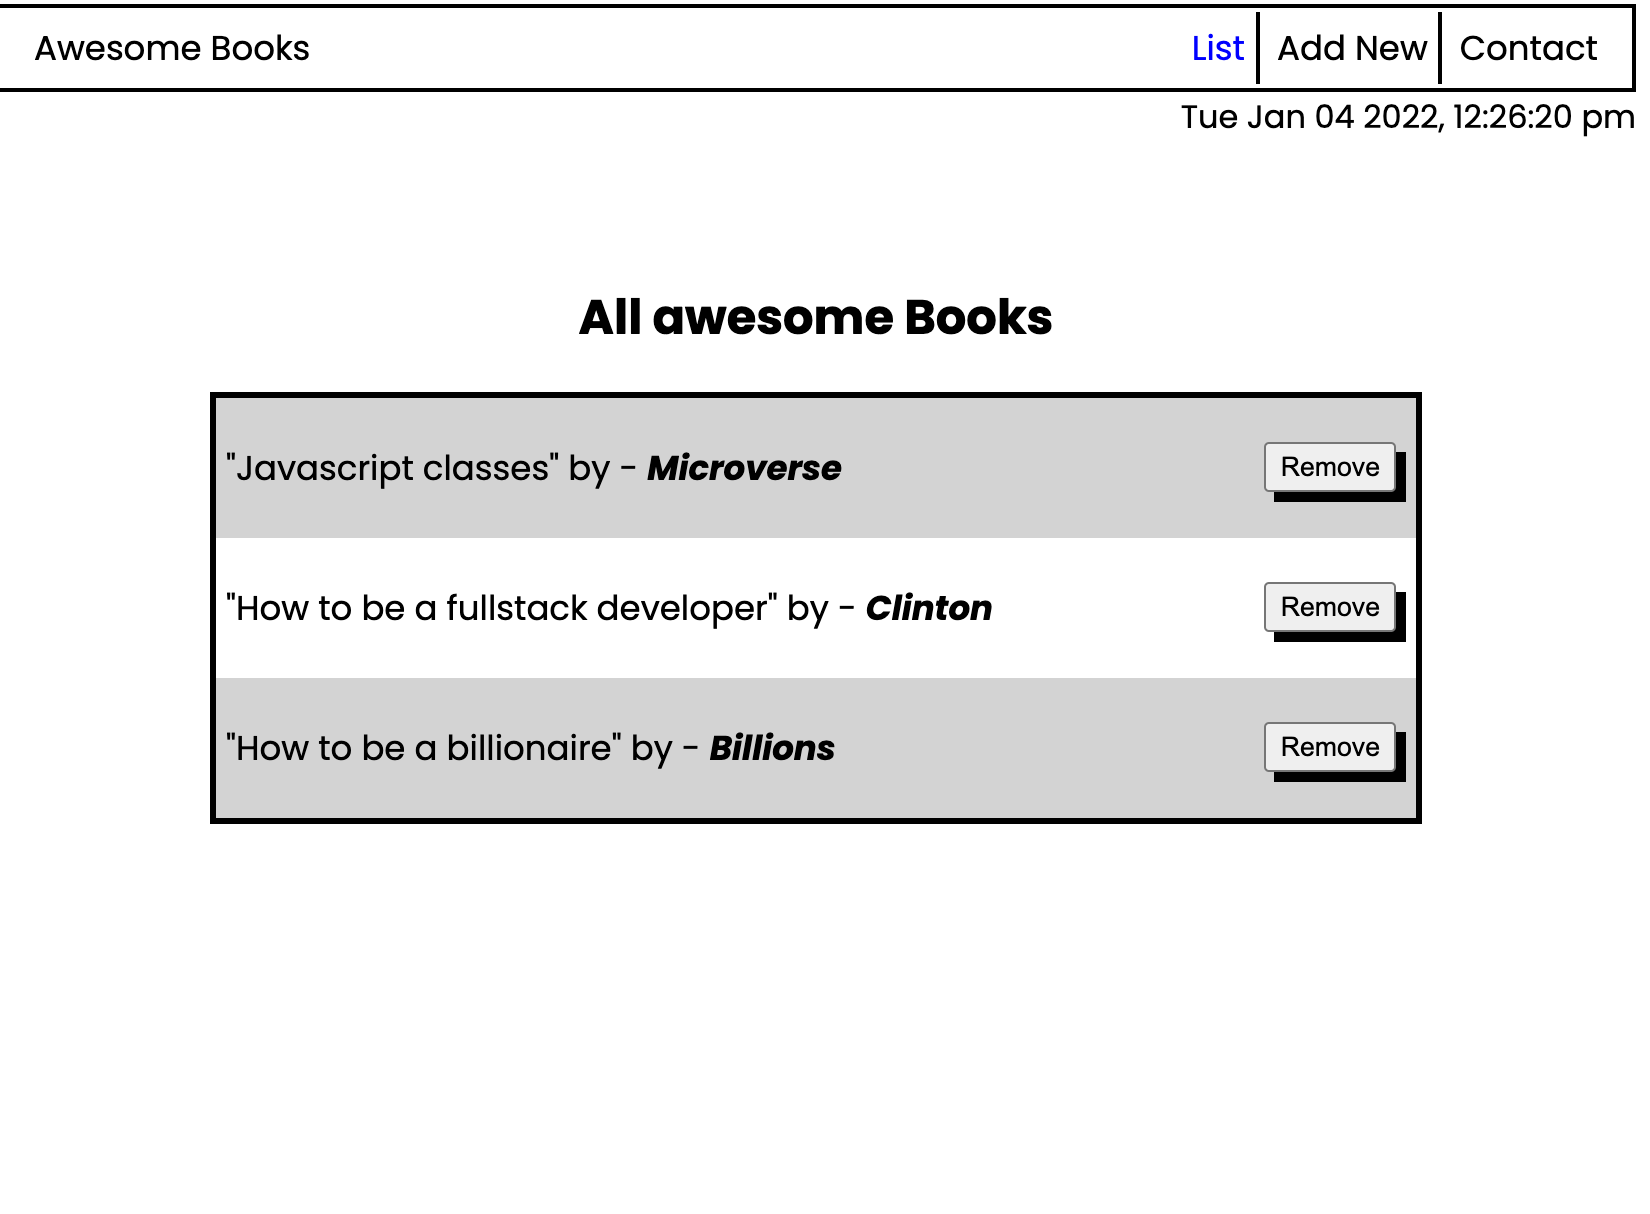 Awesome Books
List
Add New
Contact
Tue Jan 04 2022, 12:26:20 pm
All awesome Books
"Javascript classes" by - Microverse
Remove
"How to be a fullstack developer" by - Clinton
Remove
"How to be a billionaire" by - Billions
Remove